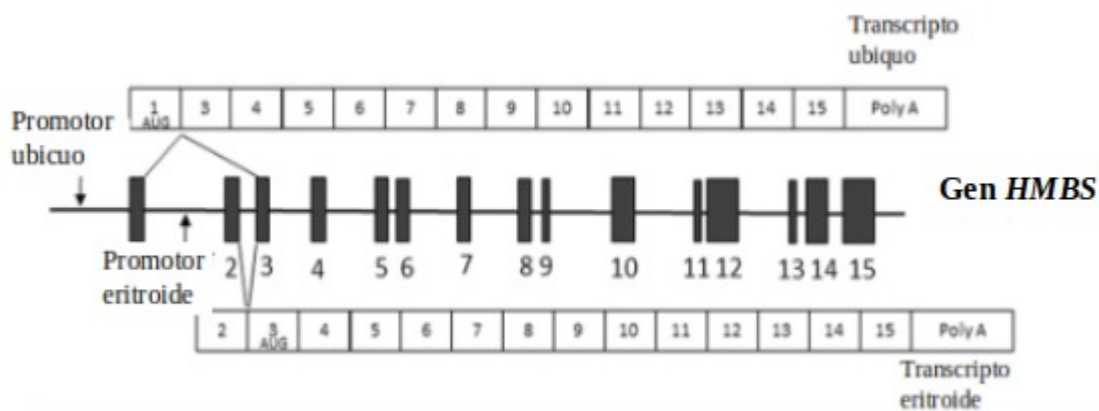 Transcripto
ubiquo
1 AUG 3 4 5 6 7 8 9 10 11 12 13 14 15 Poly A
Promotor
ubicuo
Gen HMBS
Promotor
eritroide
2 3 4 5 6 7 8 9 10 11 12 13 14 15
2 3 AUG 4 5 6 7 8 9 10 11 12 13 14 15 Poly A
Transcripto
eritroide